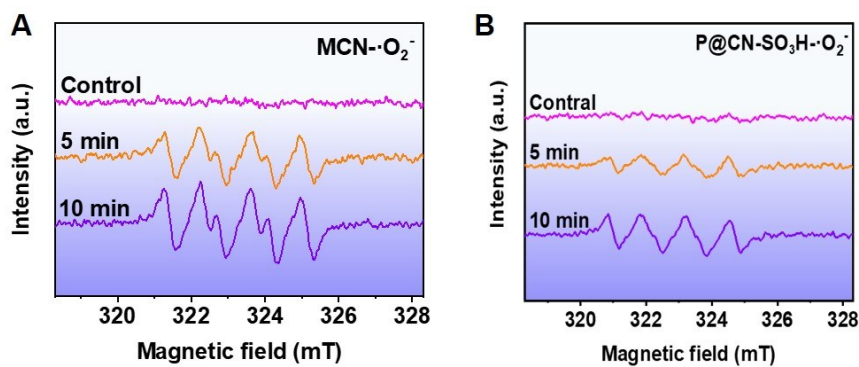 A
MCN-·O₂⁻
Control
5 min
10 min
Intensity (a.u.)
320 322 324 326 328
Magnetic field (mT)
B
P@CN-SO₃H-·O₂⁻
Contral
5 min
10 min
Intensity (a.u.)
320 322 324 326 328
Magnetic field (mT)